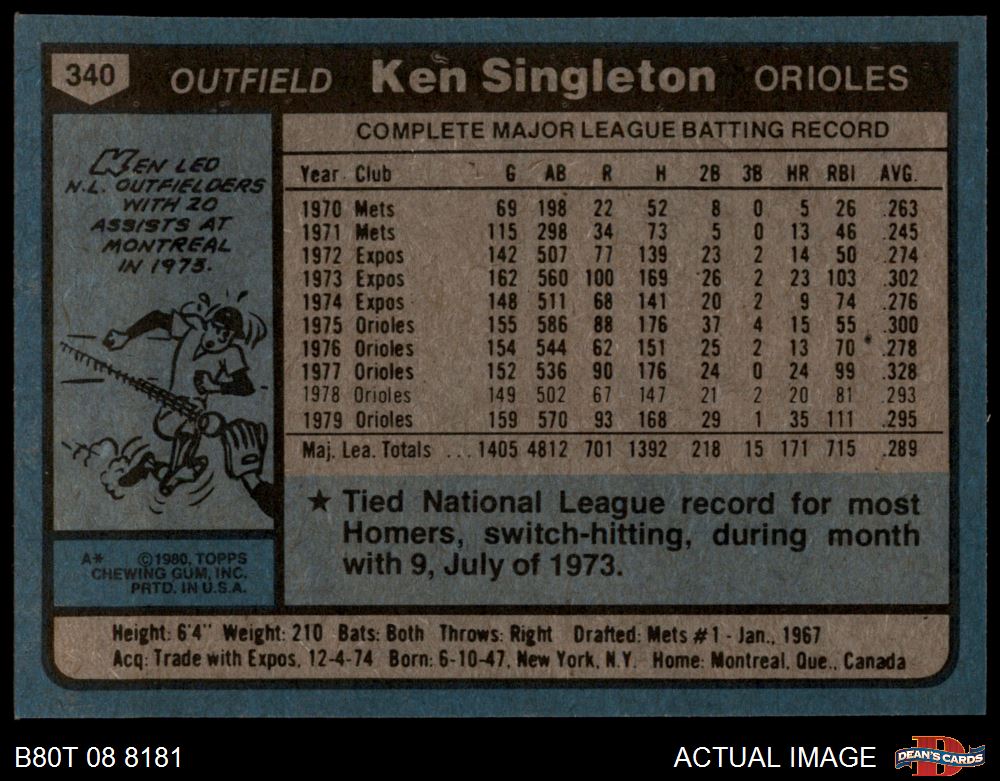 340 OUTFIELD Ken Singleton ORIOLES
KEN LED
N.L. OUTFIELDERS
WITH 20
ASSISTS AT
MONTREAL
IN 1973.
COMPLETE MAJOR LEAGUE BATTING RECORD
Year Club G AB R H 2B 3B HR RBI AVG.
1970 Mets 69 198 22 52 8 0 5 26 .263
1971 Mets 115 298 34 73 5 0 13 46 .245
1972 Expos 142 507 77 139 23 2 14 50 .274
1973 Expos 162 560 100 169 26 2 23 103 .302
1974 Expos 148 511 68 141 20 2 9 74 .276
1975 Orioles 155 586 88 176 37 4 15 55 .300
1976 Orioles 154 544 62 151 25 2 13 70 .278
1977 Orioles 152 536 90 176 24 0 24 99 .328
1978 Orioles 149 502 67 147 21 2 20 81 .293
1979 Orioles 159 570 93 168 29 1 35 111 .295
Maj. Lea. Totals ... 1405 4812 701 1392 218 15 171 715 .289
★ Tied National League record for most
Homers, switch-hitting, during month
with 9, July of 1973.
A* ©1980, TOPPS
CHEWING GUM, INC.
PRTD. IN U.S.A.
Height: 6'4" Weight: 210 Bats: Both Throws: Right Drafted: Mets #1 - Jan., 1967
Acq: Trade with Expos, 12-4-74 Born: 6-10-47, New York, N.Y. Home: Montreal, Que., Canada
B80T 08 8181
ACTUAL IMAGE
D
DEAN'S CARDS